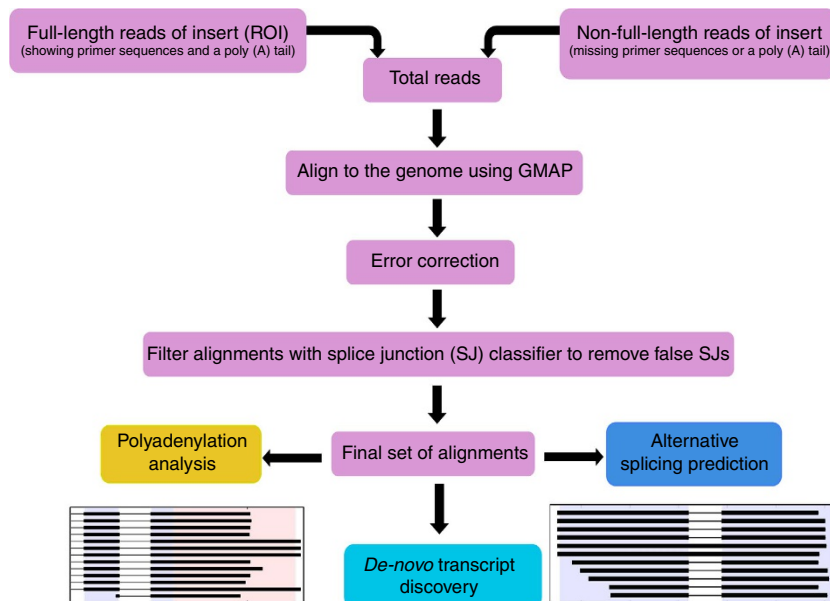 Full-length reads of insert (ROI)
(showing primer sequences and a poly (A) tail)
Non-full-length reads of insert
(missing primer sequences or a poly (A) tail)
Total reads
Align to the genome using GMAP
Error correction
Filter alignments with splice junction (SJ) classifier to remove false SJs
Polyadenylation
analysis
Final set of alignments
Alternative
splicing prediction
De-novo transcript
discovery